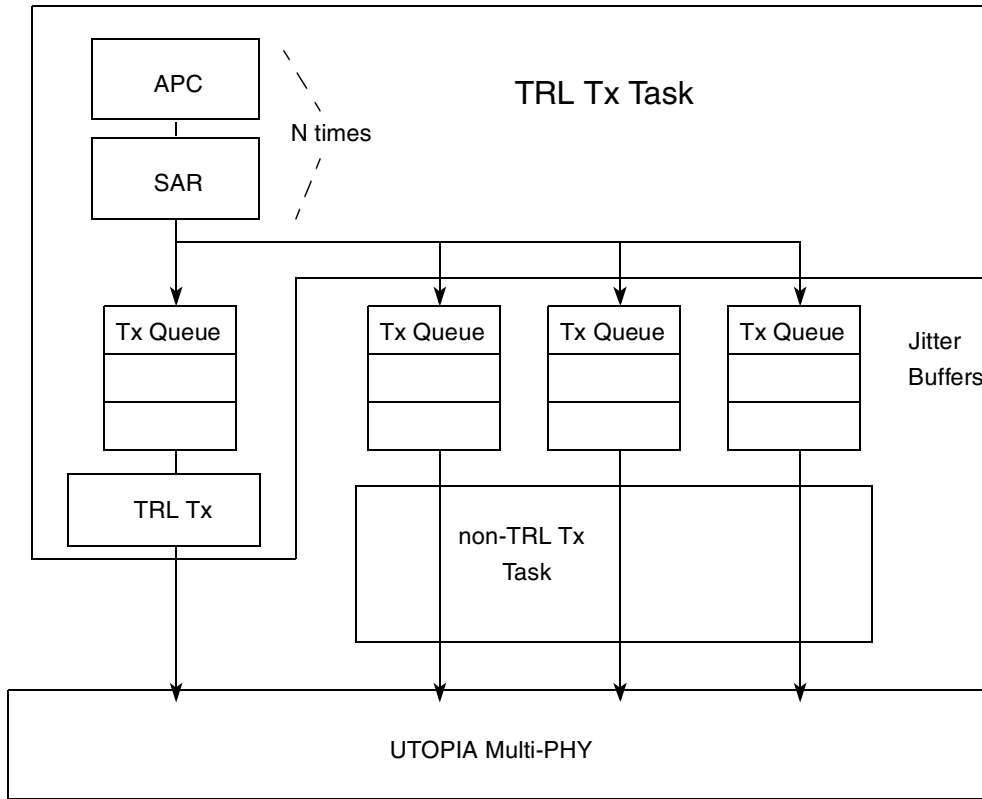 APC
TRL Tx Task
N times
SAR
Tx Queue
Tx Queue
Tx Queue
Tx Queue
Jitter
Buffers
TRL Tx
non-TRL Tx
Task
UTOPIA Multi-PHY